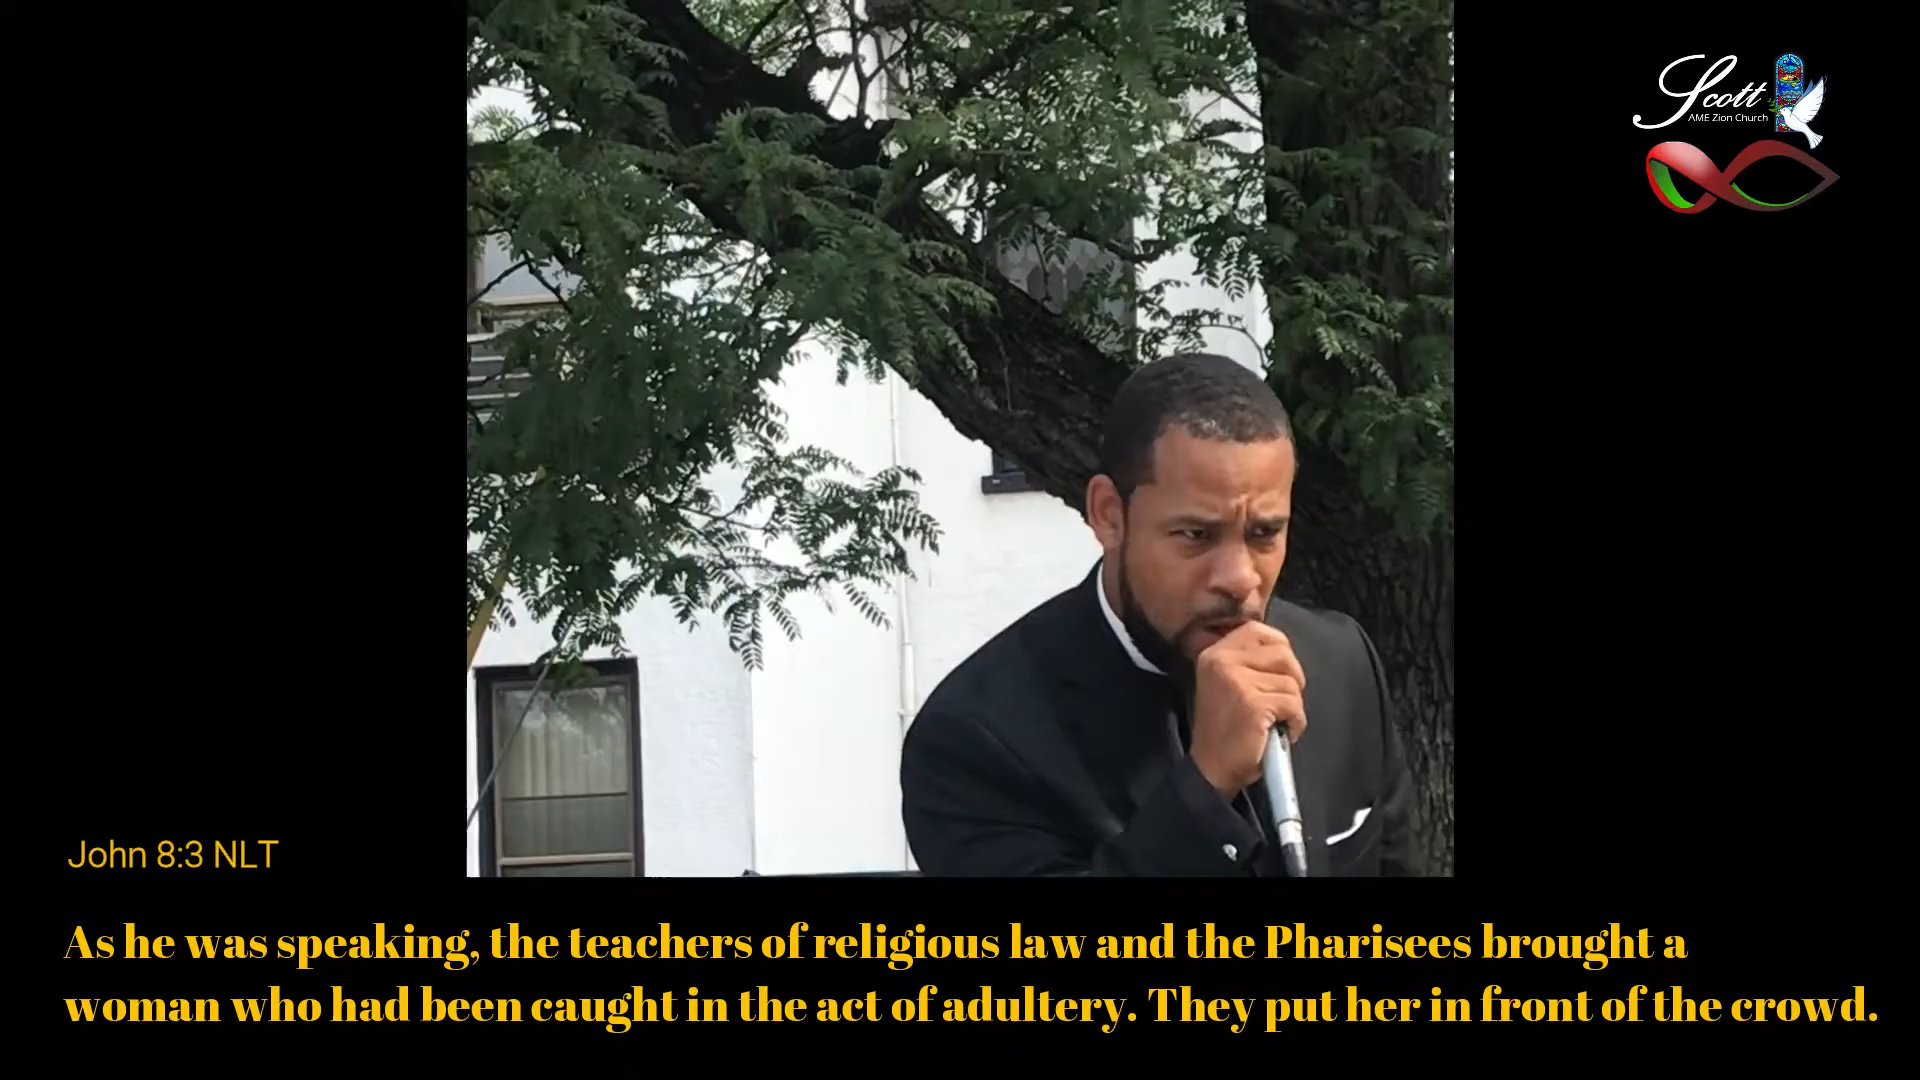 Scott
AME Zion Church
John 8:3 NLT
As he was speaking, the teachers of religious law and the Pharisees brought a
woman who had been caught in the act of adultery. They put her in front of the crowd.